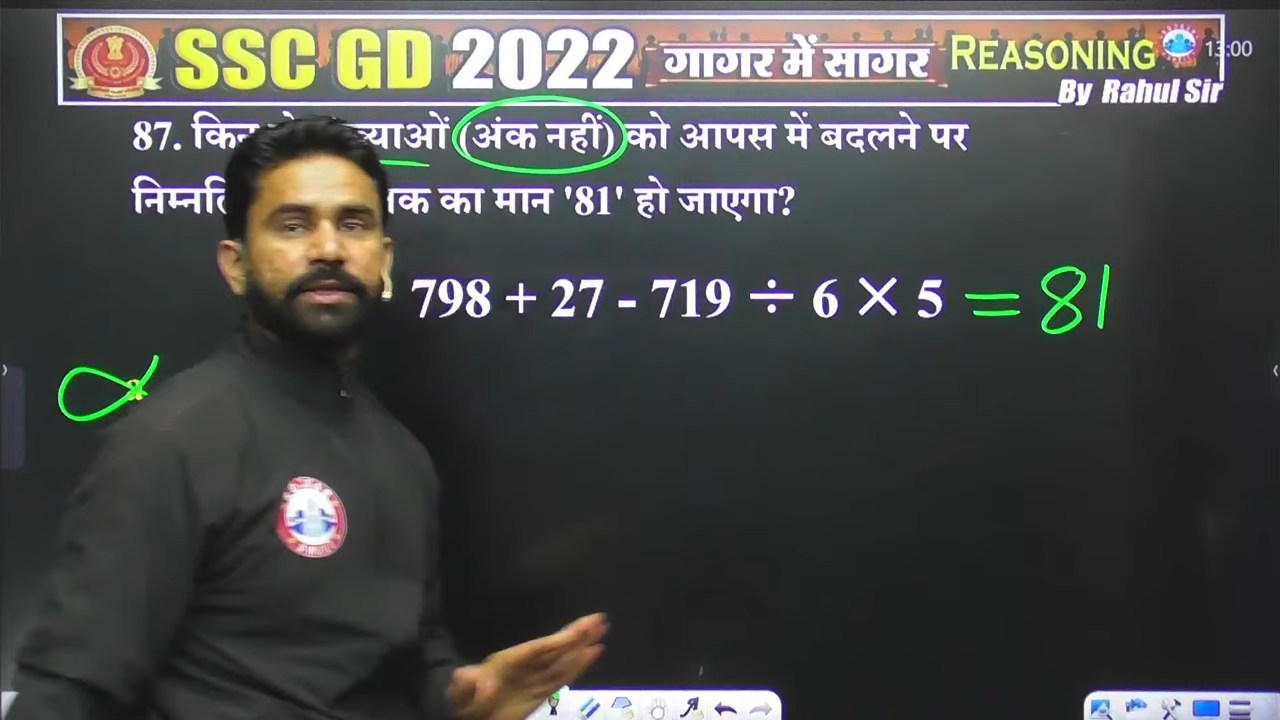 SSC GD 2022 गागर में सागर REASONING 13:00
By Rahul Sir
87. (अंक नहीं) को आपस में बदलने पर
का मान '81' हो जाएगा?
798 + 27 - 719 ÷ 6 × 5 = 81